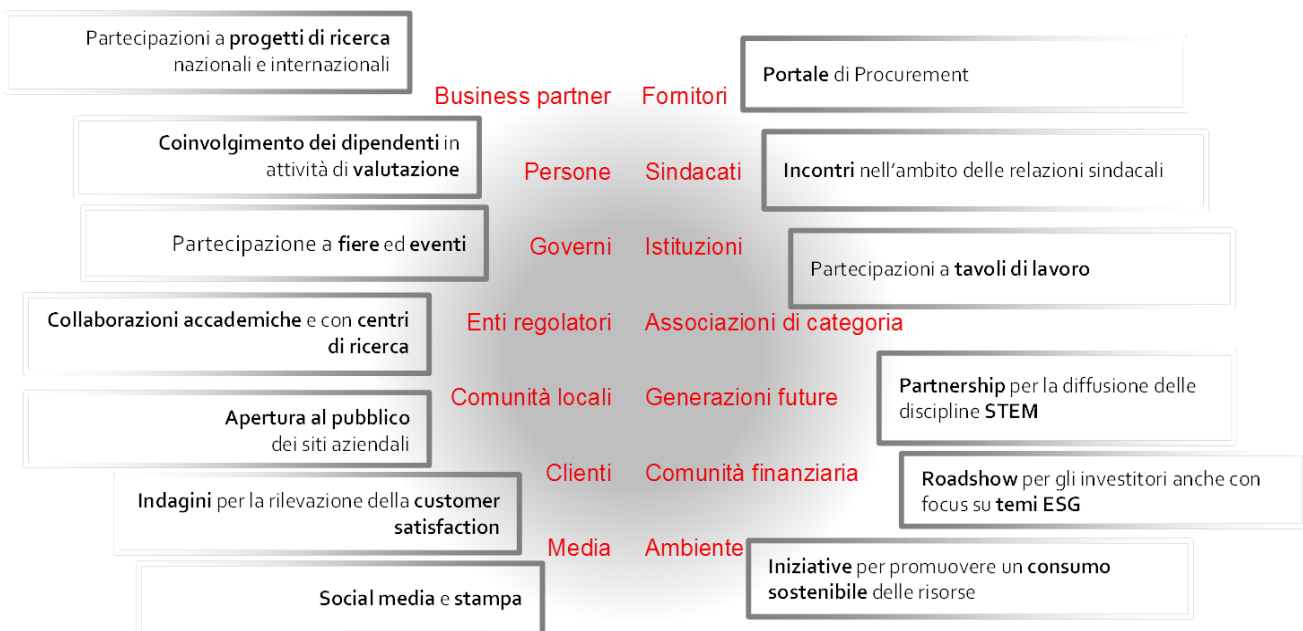 Partecipazioni a progetti di ricerca
nazionali e internazionali
Business partner
Coinvolgimento dei dipendenti in
attività di valutazione
Persone
Partecipazione a fiere ed eventi
Governi
Collaborazioni accademiche e con centri
di ricerca
Enti regolatori
Apertura al pubblico
dei siti aziendali
Comunità locali
Indagini per la rilevazione della customer
satisfaction
Clienti
Social media e stampa
Media
Fornitori
Portale di Procurement
Sindacati
Incontri nell'ambito delle relazioni sindacali
Istituzioni
Partecipazioni a tavoli di lavoro
Associazioni di categoria
Generazioni future
Partnership per la diffusione delle
discipline STEM
Comunità finanziaria
Roadshow per gli investitori anche con
focus su temi ESG
Ambiente
Iniziative per promuovere un consumo
sostenibile delle risorse